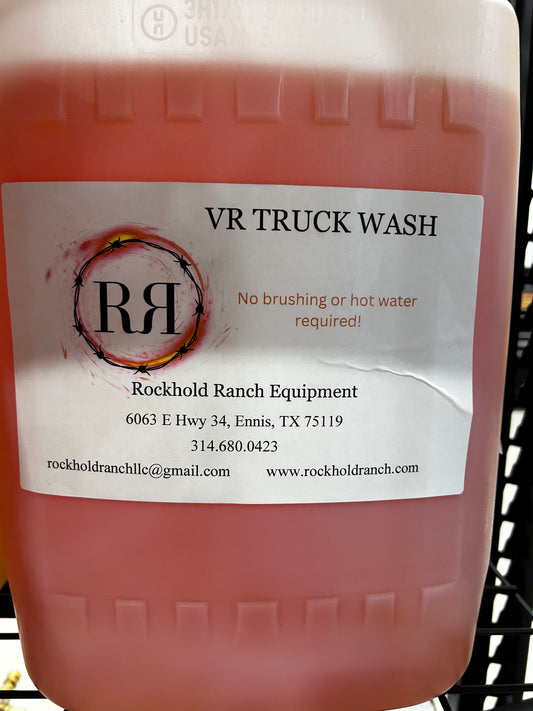 VR TRUCK WASH
RR
No brushing or hot water
required!
Rockhold Ranch Equipment
6063 E Hwy 34, Ennis, TX 75119
314.680.0423
rockholdranchllc@gmail.com www.rockholdranch.com